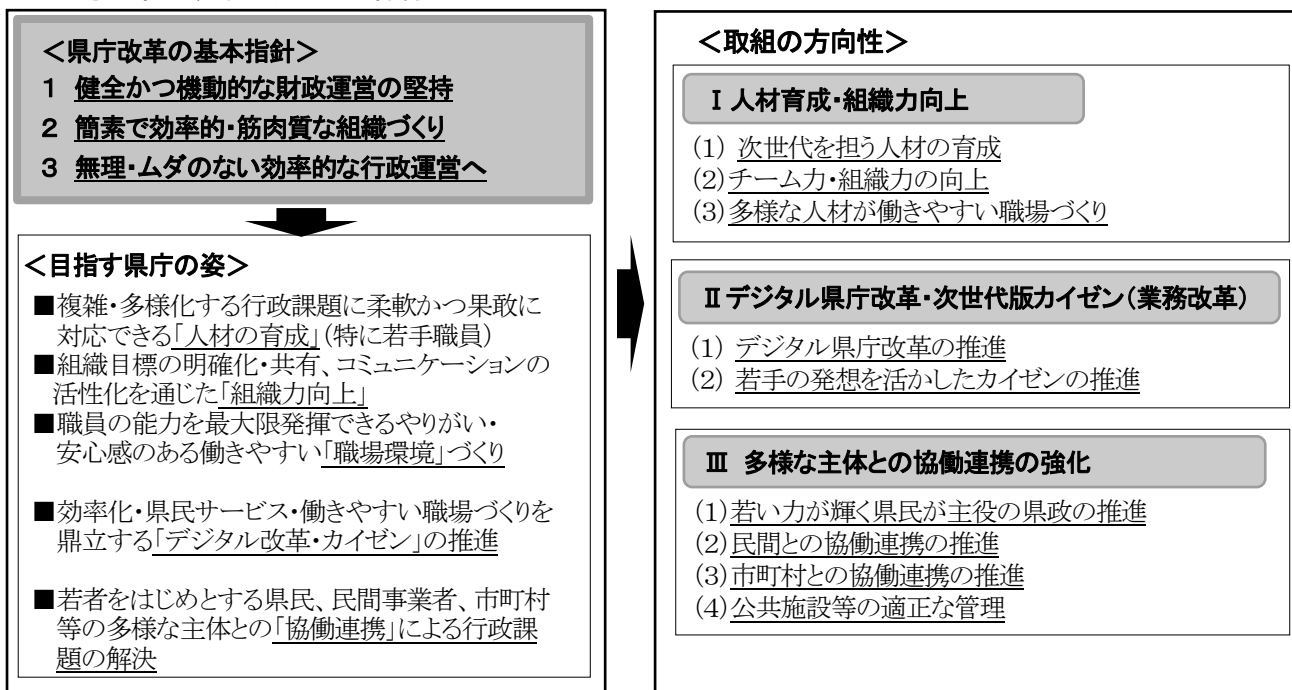 ＜県庁改革の基本指針＞
１ 健全かつ機動的な財政運営の堅持
２ 簡素で効率的・筋肉質な組織づくり
３ 無理・ムダのない効率的な行政運営へ
＜目指す県庁の姿＞
■複雑・多様化する行政課題に柔軟かつ果敢に
対応できる「人材の育成」（特に若手職員）
■組織目標の明確化・共有、コミュニケーションの
活性化を通じた「組織力向上」
■職員の能力を最大限発揮できるやりがい・
安心感のある働きやすい「職場環境」づくり
■効率化・県民サービス・働きやすい職場づくりを
鼎立する「デジタル改革・カイゼン」の推進
■若者をはじめとする県民、民間事業者、市町村
等の多様な主体との「協働連携」による行政課
題の解決
＜取組の方向性＞
Ⅰ 人材育成・組織力向上
(1) 次世代を担う人材の育成
(2)チーム力・組織力の向上
(3)多様な人材が働きやすい職場づくり
Ⅱ デジタル県庁改革・次世代版カイゼン（業務改革）
(1) デジタル県庁改革の推進
(2) 若手の発想を活かしたカイゼンの推進
Ⅲ 多様な主体との協働連携の強化
(1)若い力が輝く県民が主役の県政の推進
(2)民間との協働連携の推進
(3)市町村との協働連携の推進
(4)公共施設等の適正な管理